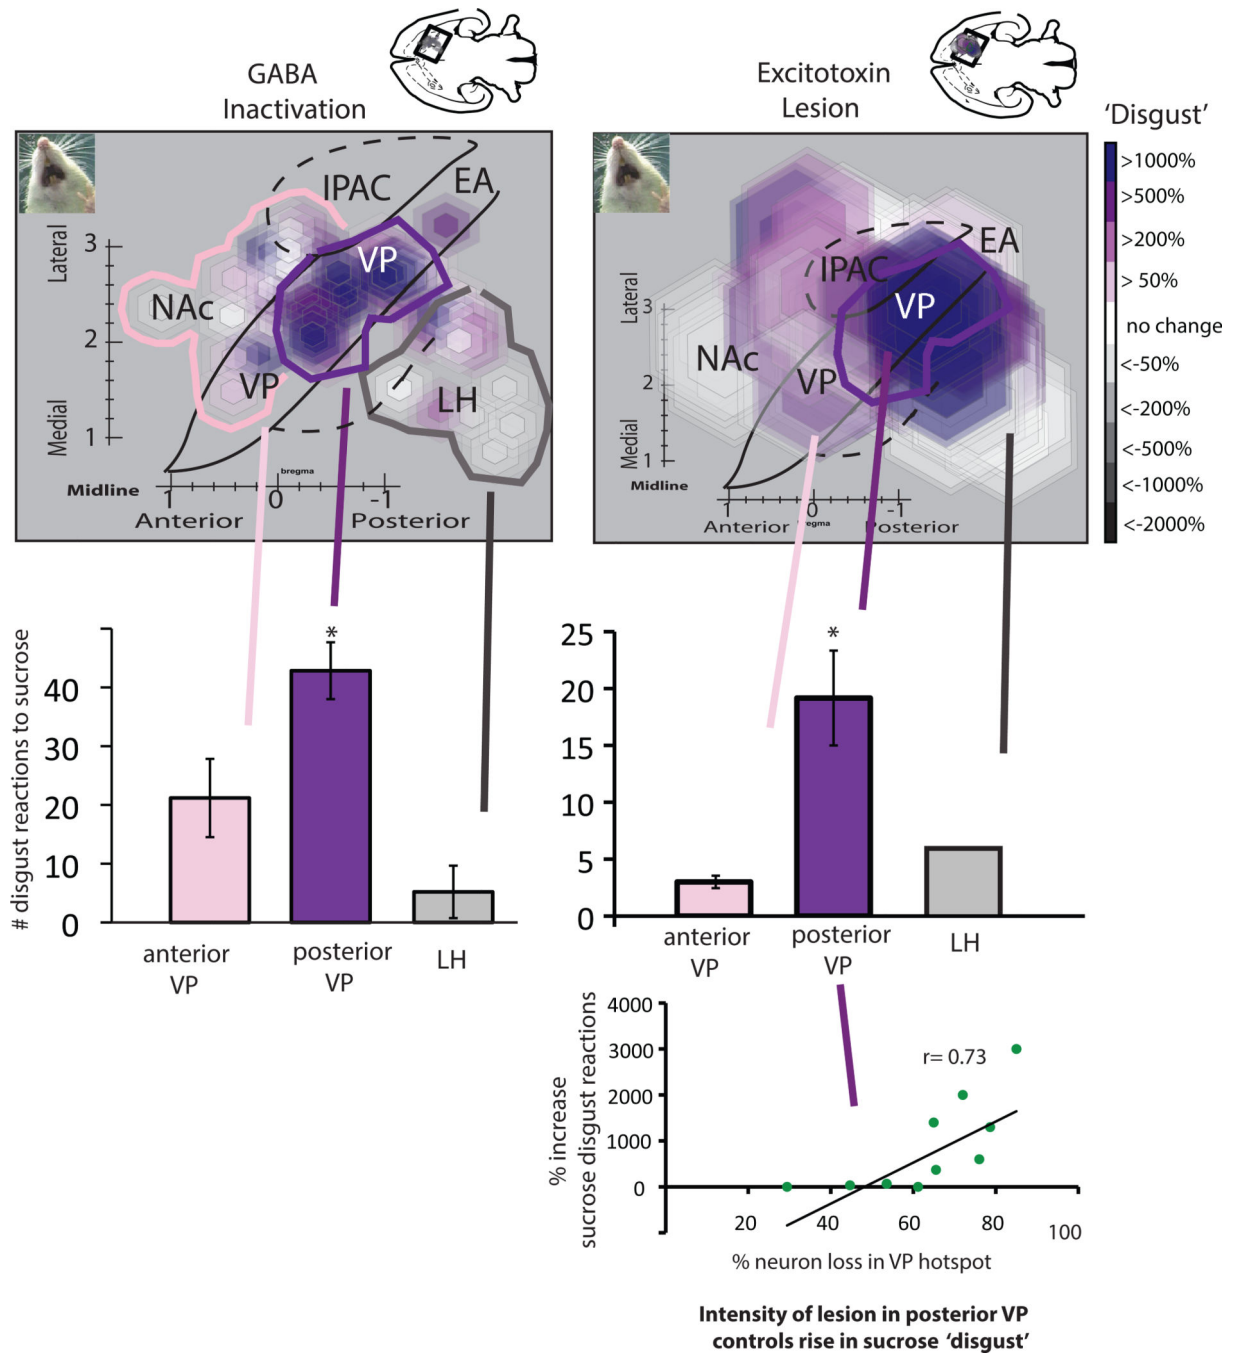 GABA
Inactivation
Excitotoxin
Lesion
'Disgust'
>1000%
>500%
>200%
> 50%
no change
<-50%
<-200%
<-500%
<-1000%
<-2000%
IPAC
EA
VP
NAc
VP
LH
Lateral
Medial
3
2
1
bregma
Midline
1
0
-1
Anterior
Posterior
IPAC
EA
VP
NAc
VP
Lateral
Medial
3
2
1
Midline
1
0
-1
Anterior
bregma
Posterior
# disgust reactions to sucrose
40
30
20
10
0
*
anterior
VP
posterior
VP
LH
25
20
15
10
5
0
*
anterior
VP
posterior
VP
LH
% increase
sucrose disgust reactions
4000
3000
2000
1000
0
r= 0.73
20
40
60
80
100
% neuron loss in VP hotspot
Intensity of lesion in posterior VP
controls rise in sucrose 'disgust'